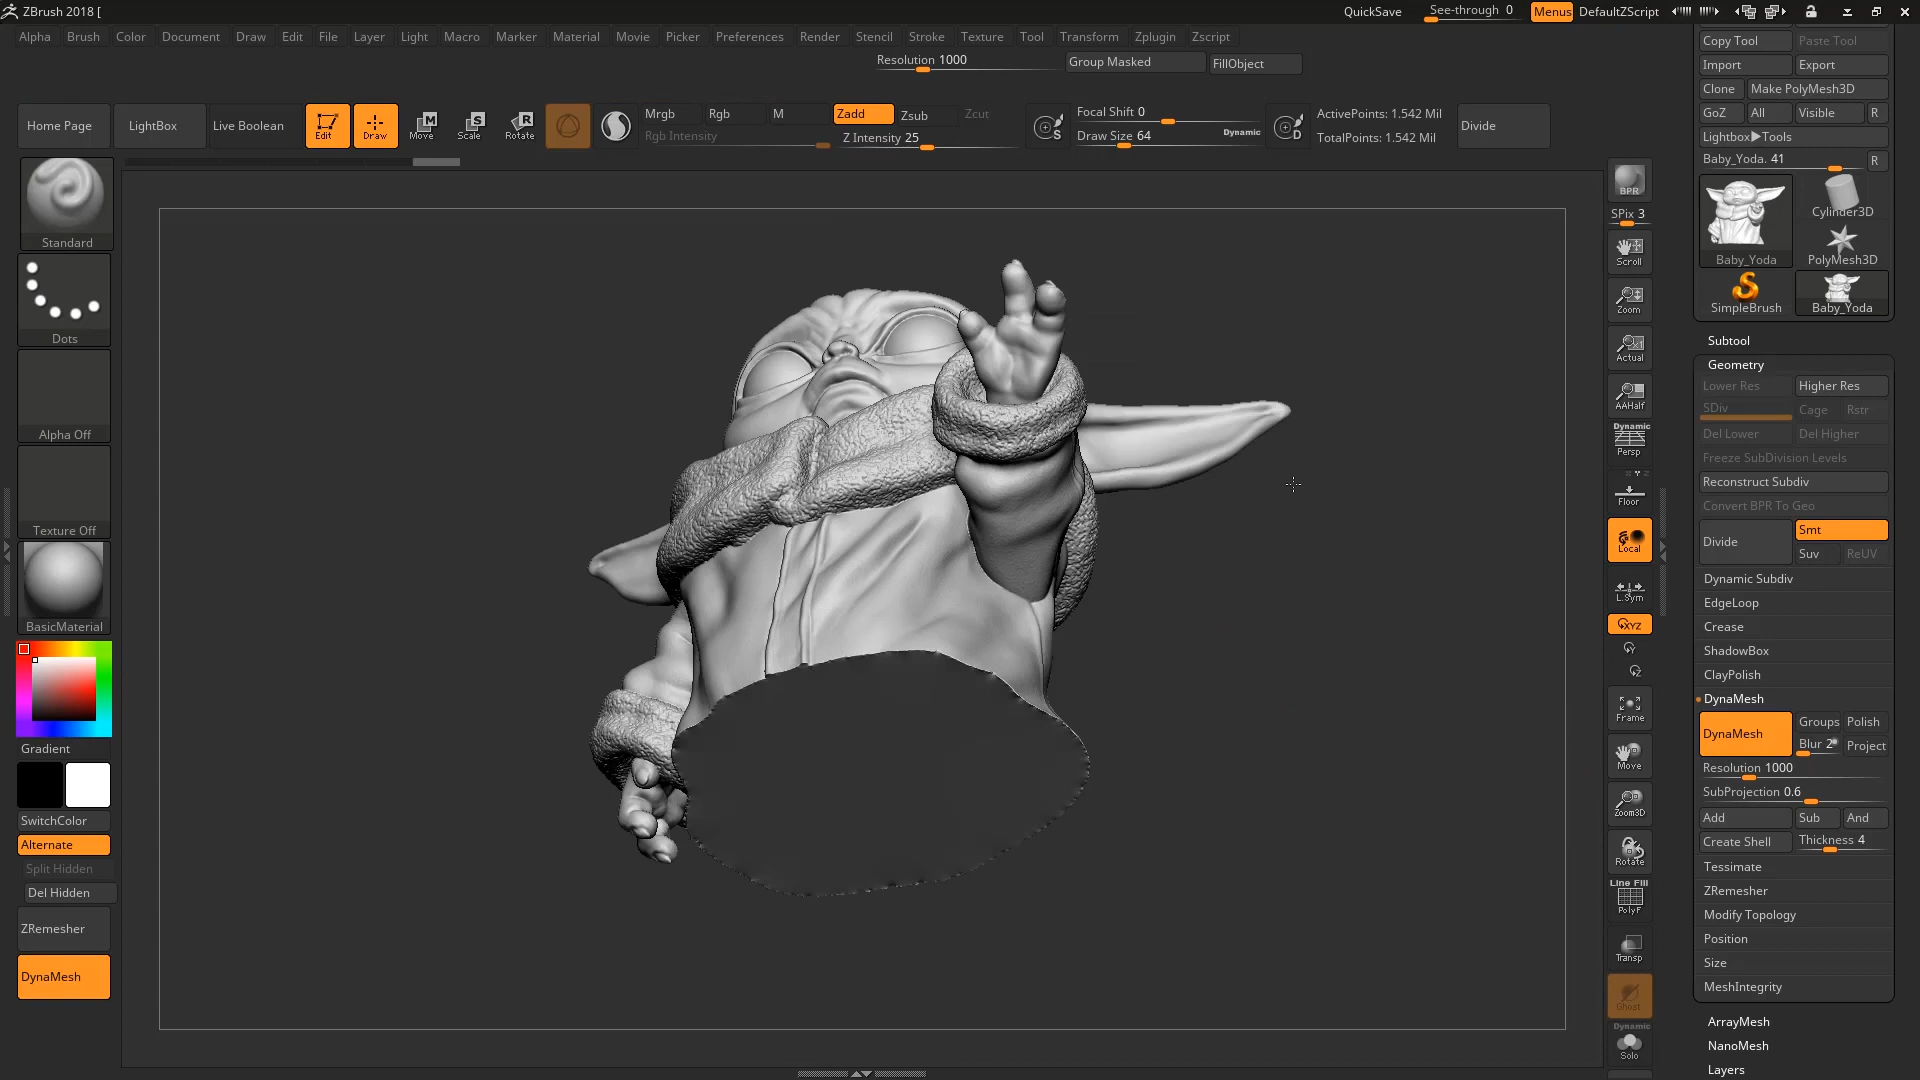 ZBrush 2018 [
QuickSave
See-through 0
Menus
DefaultZScript
Alpha Brush Color Document Draw Edit File Layer Light Macro Marker Material Movie Picker Preferences Render Stencil Stroke Texture Tool Transform Zplugin Zscript
Resolution 1000
Group Masked
FillObject
Home Page
LightBox
Live Boolean
Edit
Draw
Move
Scale
Rotate
Mrgb Rgb M
Rgb Intensity
Zadd Zsub Zcut
Z Intensity 25
Focal Shift 0
Draw Size 64
Dynamic
ActivePoints: 1.542 Mil
TotalPoints: 1.542 Mil
Divide
Standard
Dots
Alpha Off
Texture Off
BasicMaterial
Gradient
SwitchColor
Alternate
Split Hidden
Del Hidden
ZRemesher
DynaMesh
BPR
SPix 3
Scroll
Zoom
Actual
AAHalf
Dynamic
Persp
Floor
Local
L.Sym
XYZ
Frame
Move
Zoom3D
Rotate
Line Fill
PolyF
Transp
Ghost
Dynamic
Solo
Copy Tool Paste Tool
Import Export
Clone Make PolyMesh3D
GoZ All Visible R
Lightbox▶Tools
Baby_Yoda. 41 R
Baby_Yoda
Cylinder3D
PolyMesh3D
SimpleBrush
Baby_Yoda
Subtool
Geometry
Lower Res Higher Res
SDiv Cage Rstr
Del Lower Del Higher
Freeze SubDivision Levels
Reconstruct Subdiv
Convert BPR To Geo
Divide Smt
Suv ReUV
Dynamic Subdiv
EdgeLoop
Crease
ShadowBox
ClayPolish
DynaMesh
DynaMesh Groups Polish
Blur 2 Project
Resolution 1000
SubProjection 0.6
Add Sub And
Create Shell Thickness 4
Tessimate
ZRemesher
Modify Topology
Position
Size
MeshIntegrity
ArrayMesh
NanoMesh
Layers